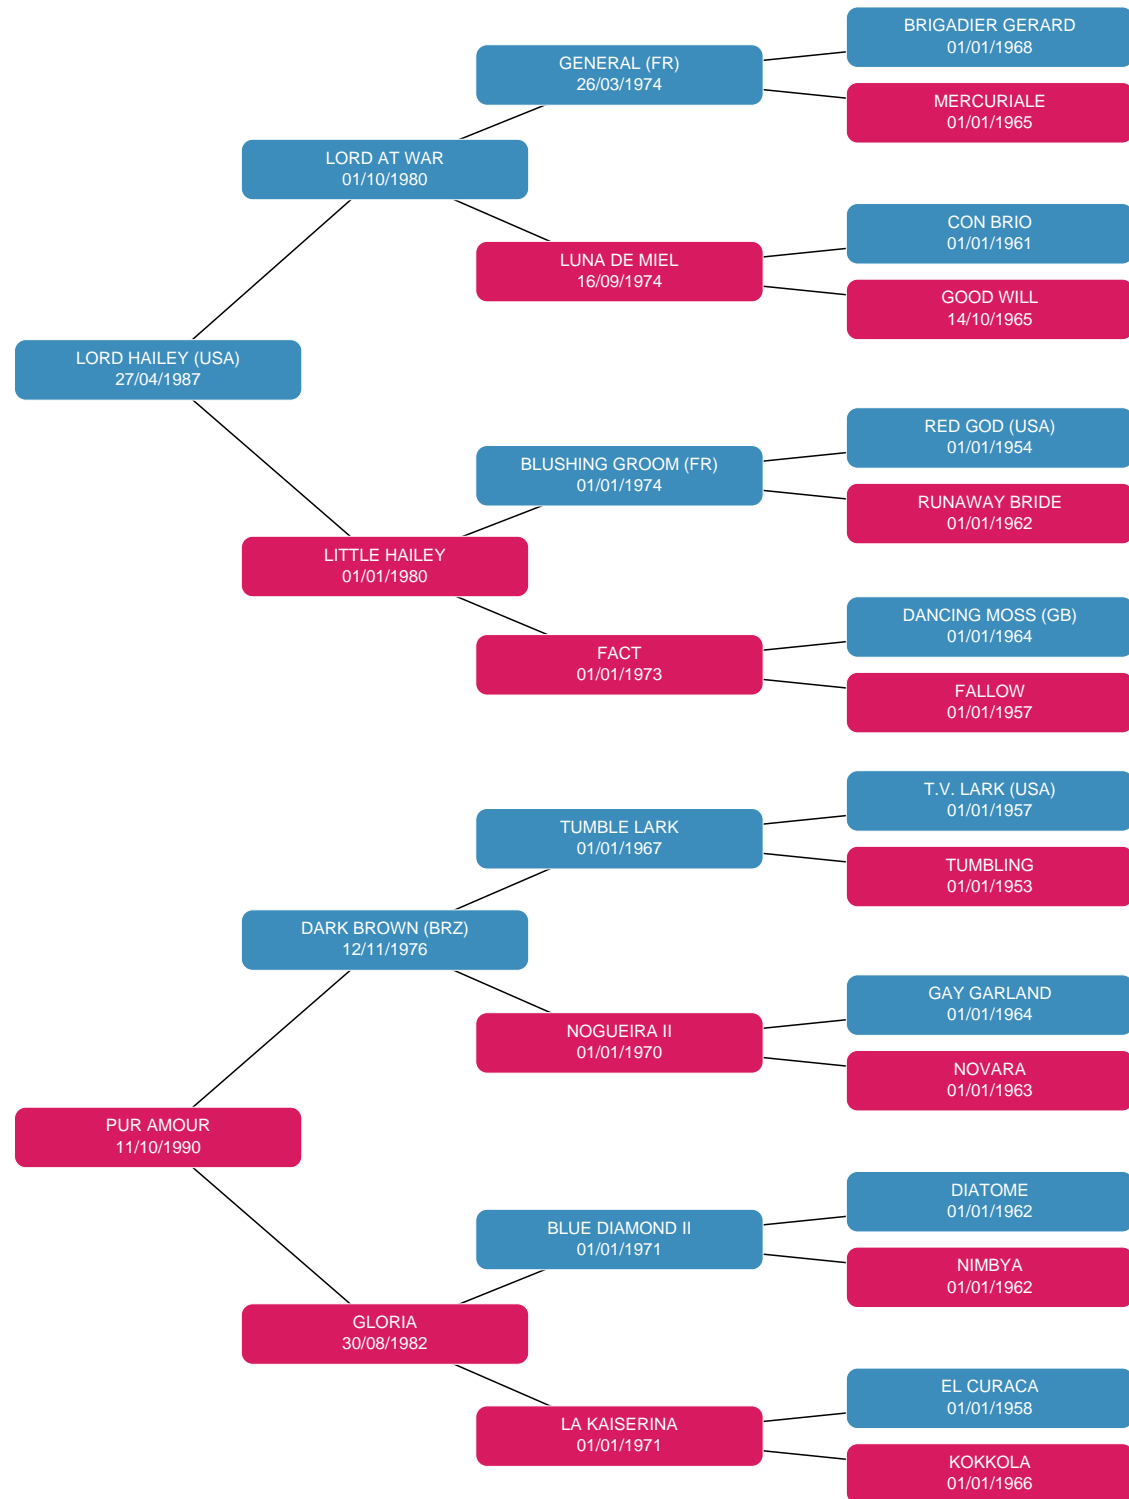 BRIGADIER GERARD
01/01/1968
GENERAL (FR)
26/03/1974
MERCURIALE
01/01/1965
LORD AT WAR
01/10/1980
CON BRIO
01/01/1961
LUNA DE MIEL
16/09/1974
GOOD WILL
14/10/1965
LORD HAILEY (USA)
27/04/1987
RED GOD (USA)
01/01/1954
BLUSHING GROOM (FR)
01/01/1974
RUNAWAY BRIDE
01/01/1962
LITTLE HAILEY
01/01/1980
DANCING MOSS (GB)
01/01/1964
FACT
01/01/1973
FALLOW
01/01/1957
T.V. LARK (USA)
01/01/1957
TUMBLE LARK
01/01/1967
TUMBLING
01/01/1953
DARK BROWN (BRZ)
12/11/1976
GAY GARLAND
01/01/1964
NOGUEIRA II
01/01/1970
NOVARA
01/01/1963
PUR AMOUR
11/10/1990
DIATOME
01/01/1962
BLUE DIAMOND II
01/01/1971
NIMBYA
01/01/1962
GLORIA
30/08/1982
EL CURACA
01/01/1958
LA KAISERINA
01/01/1971
KOKKOLA
01/01/1966